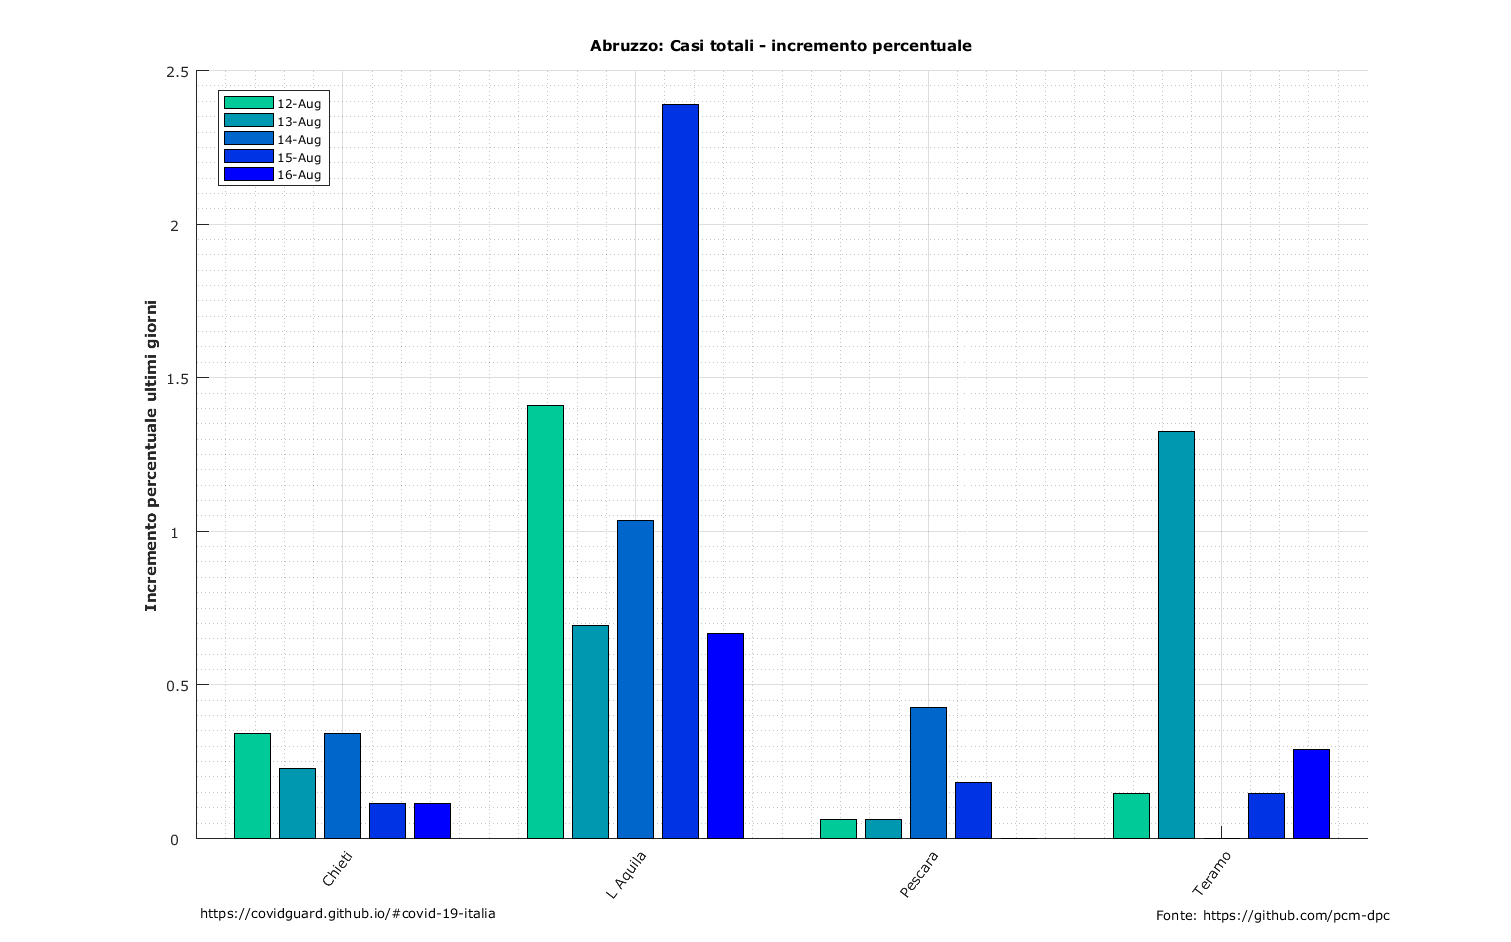 Abruzzo: Casi totali - incremento percentuale
2.5
12-Aug
13-Aug
14-Aug
15-Aug
16-Aug
2
1.5
1
0.5
0
Incremento percentuale ultimi giorni
Chieti
L Aquila
Pescara
Teramo
https://covidguard.github.io/#covid-19-italia
Fonte: https://github.com/pcm-dpc